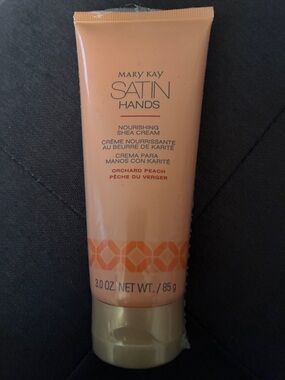 MARY KAY
SATIN
HANDS
NOURISHING
SHEA CREAM
CRÈME NOURRISSANTE
AU BEURRE DE KARITÉ
CREMA PARA
MANOS CON KARITÉ
ORCHARD PEACH
PÊCHE DU VERGER
3.0 OZ. NET WT. / 85 g